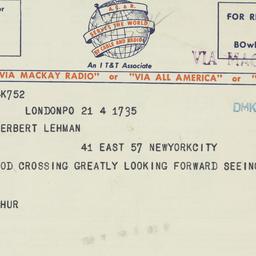 A.C.& R.
FOR RE
SERVES THE WORLD
BY CABLE AND RADIO
BOwl
An I T&T Associate
VIA MAC
"VIA MACKAY RADIO" or "VIA ALL AMERICA" or "
K752
LONDONPO 21 4 1735
DMK
ERBERT LEHMAN
41 EAST 57 NEWYORKCITY
OD CROSSING GREATLY LOOKING FORWARD SEEING
HUR